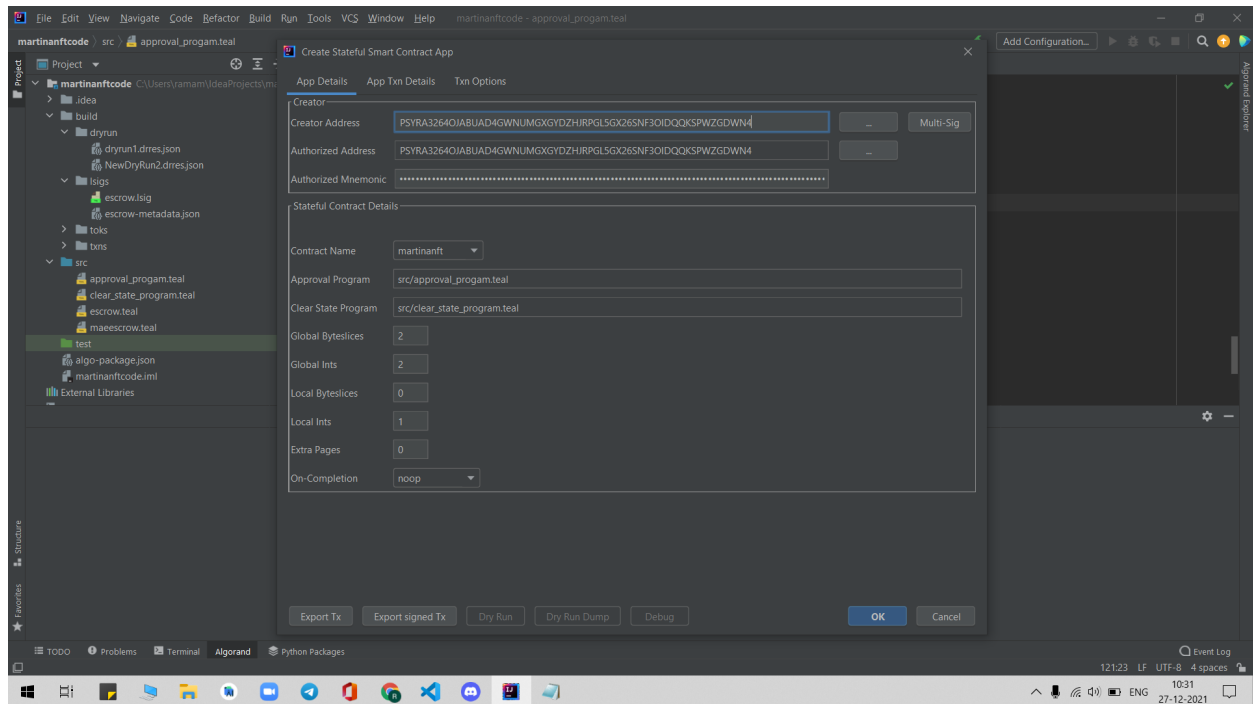 File Edit View Navigate Code Refactor Build Run Tools VCS Window Help martinanftcode - approval_progam.teal
martinanftcode src approval_progam.teal
Add Configuration...
Project
Project
Algorand Explorer
martinanftcode C:\Users\ramam\IdeaProjects\m
.idea
build
dryrun
dryrun1.drres.json
NewDryRun2.drres.json
lsigs
escrow.lsig
escrow-metadata.json
toks
txns
src
approval_progam.teal
clear_state_program.teal
escrow.teal
maeescrow.teal
test
algo-package.json
martinanftcode.iml
External Libraries
Create Stateful Smart Contract App
App Details App Txn Details Txn Options
Creator
Creator Address PSYRA3264OJABUAD4GWNUMGXGYDZHJRPGL5GX26SNF3OIDQQKSPWZGDWN4 ... Multi-Sig
Authorized Address PSYRA3264OJABUAD4GWNUMGXGYDZHJRPGL5GX26SNF3OIDQQKSPWZGDWN4 ...
Authorized Mnemonic
Stateful Contract Details
Contract Name martinanft
Approval Program src/approval_progam.teal
Clear State Program src/clear_state_program.teal
Global Byteslices 2
Global Ints 2
Local Byteslices 0
Local Ints 1
Extra Pages 0
On-Completion noop
Export Tx Export signed Tx Dry Run Dry Run Dump Debug OK Cancel
Structure
Favorites
TODO Problems Terminal Algorand Python Packages Event Log
121:23 LF UTF-8 4 spaces
ENG 10:31
27-12-2021